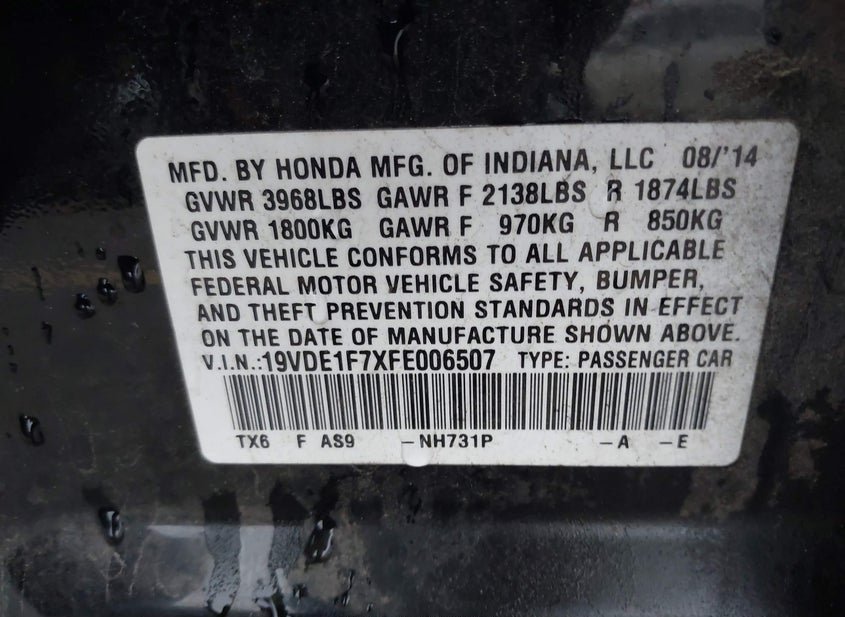 MFD. BY HONDA MFG. OF INDIANA, LLC 08/'14
GVWR 3968LBS GAWR F 2138LBS R 1874LBS
GVWR 1800KG GAWR F 970KG R 850KG
THIS VEHICLE CONFORMS TO ALL APPLICABLE
FEDERAL MOTOR VEHICLE SAFETY, BUMPER,
AND THEFT PREVENTION STANDARDS IN EFFECT
ON THE DATE OF MANUFACTURE SHOWN ABOVE.
V.I.N.:19VDE1F7XFE006507 TYPE: PASSENGER CAR
TX6 F AS9 -NH731P -A -E